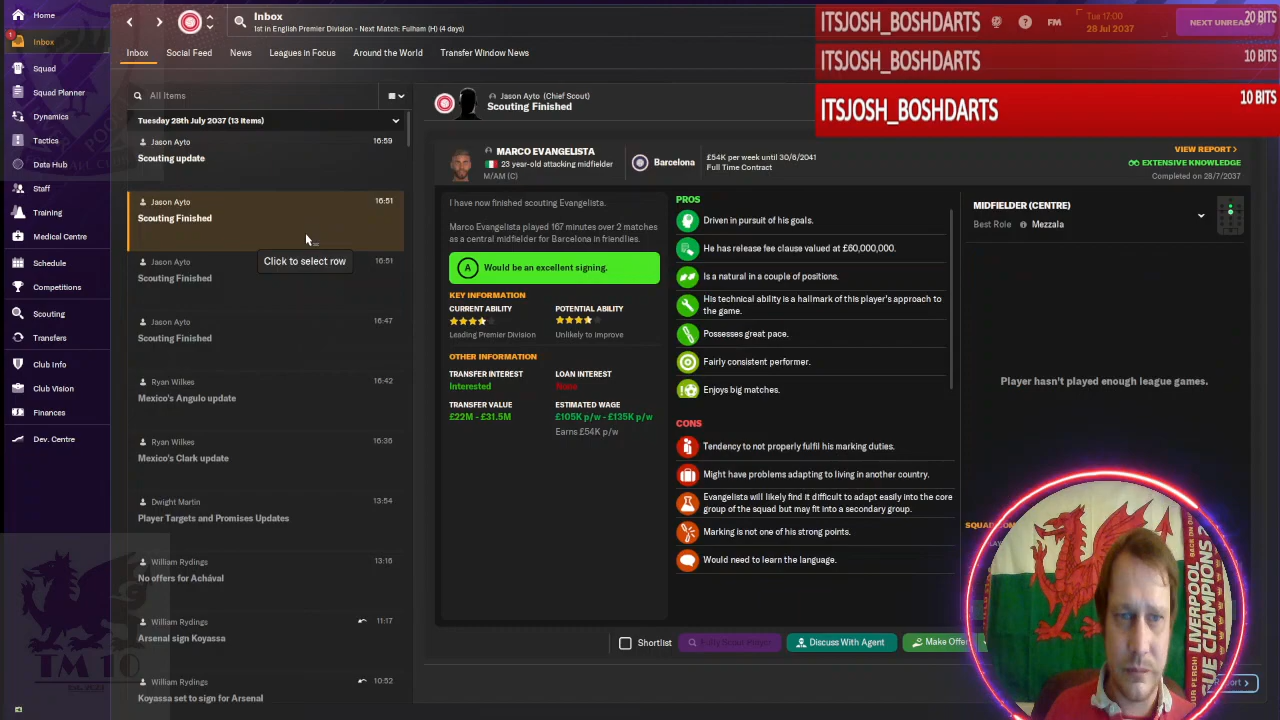 Home
Inbox
1
Squad
Squad Planner
Dynamics
Tactics
Data Hub
Staff
Training
Medical Centre
Schedule
Competitions
Scouting
Transfers
Club Info
Club Vision
Finances
Dev. Centre
Inbox
1st in English Premier Division - Next Match: Fulham (H) (4 days)
FM
Tue 17:00
28 Jul 2037
NEXT UNREAD
ITSJOSH_BOSHDARTS
20 BITS
ITSJOSH_BOSHDARTS
10 BITS
ITSJOSH_BOSHDARTS
10 BITS
Inbox
Social Feed
News
Leagues in Focus
Around the World
Transfer Window News
All Items
Tuesday 28th July 2037 (13 Items)
Jason Ayto
16:59
Scouting update
Jason Ayto
16:51
Scouting Finished
Click to select row
Jason Ayto
16:51
Scouting Finished
Jason Ayto
16:47
Scouting Finished
Ryan Wilkes
16:42
Mexico's Angulo update
Ryan Wilkes
16:36
Mexico's Clark update
Dwight Martin
13:54
Player Targets and Promises Updates
William Rydings
13:16
No offers for Achával
William Rydings
11:17
Arsenal sign Koyassa
William Rydings
10:52
Koyassa set to sign for Arsenal
TM 10
Jason Ayto (Chief Scout)
Scouting Finished
MARCO EVANGELISTA
23 year-old attacking midfielder
M/AM (C)
Barcelona
£54K per week until 30/6/2041
Full Time Contract
VIEW REPORT >
EXTENSIVE KNOWLEDGE
Completed on 28/7/2037
I have now finished scouting Evangelista.
Marco Evangelista played 167 minutes over 2 matches
as a central midfielder for Barcelona in friendlies.
A
Would be an excellent signing.
KEY INFORMATION
CURRENT ABILITY
POTENTIAL ABILITY
Leading Premier Division
Unlikely to improve
OTHER INFORMATION
TRANSFER INTEREST
LOAN INTEREST
Interested
None
TRANSFER VALUE
ESTIMATED WAGE
£22M - £31.5M
£105K p/w - £135K p/w
Earns £54K p/w
PROS
Driven in pursuit of his goals.
He has release fee clause valued at £60,000,000.
Is a natural in a couple of positions.
His technical ability is a hallmark of this player's approach to
the game.
Possesses great pace.
Fairly consistent performer.
Enjoys big matches.
CONS
Tendency to not properly fulfil his marking duties.
Might have problems adapting to living in another country.
Evangelista will likely find it difficult to adapt easily into the core
group of the squad but may fit into a secondary group.
Marking is not one of his strong points.
Would need to learn the language.
MIDFIELDER (CENTRE)
Best Role
Mezzala
Player hasn't played enough league games.
Shortlist
Fully Scout Player
Discuss With Agent
Make Offer
LIVERPOOL